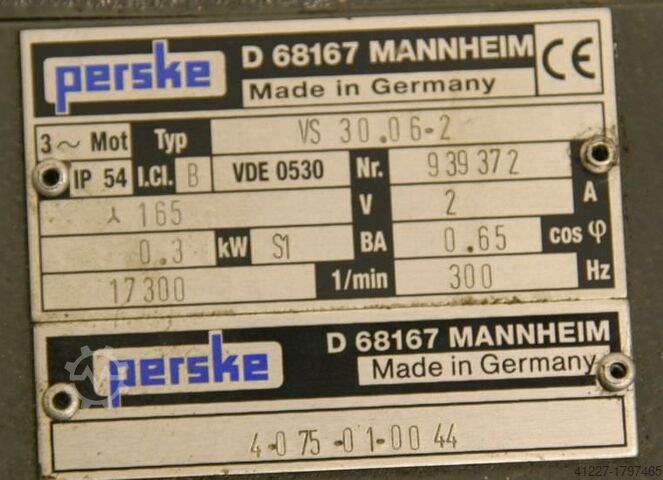 perske D 68167 MANNHEIM CE
Made in Germany
3 ~ Mot Typ VS 30.06-2
IP 54 I.Cl. B VDE 0530 Nr. 939372
⅄ 165 V 2 A
0.3 kW S1 BA 0.65 cos φ
17300 1/min 300 Hz
perske D 68167 MANNHEIM
Made in Germany
4-075-01-0044
41227-1797465